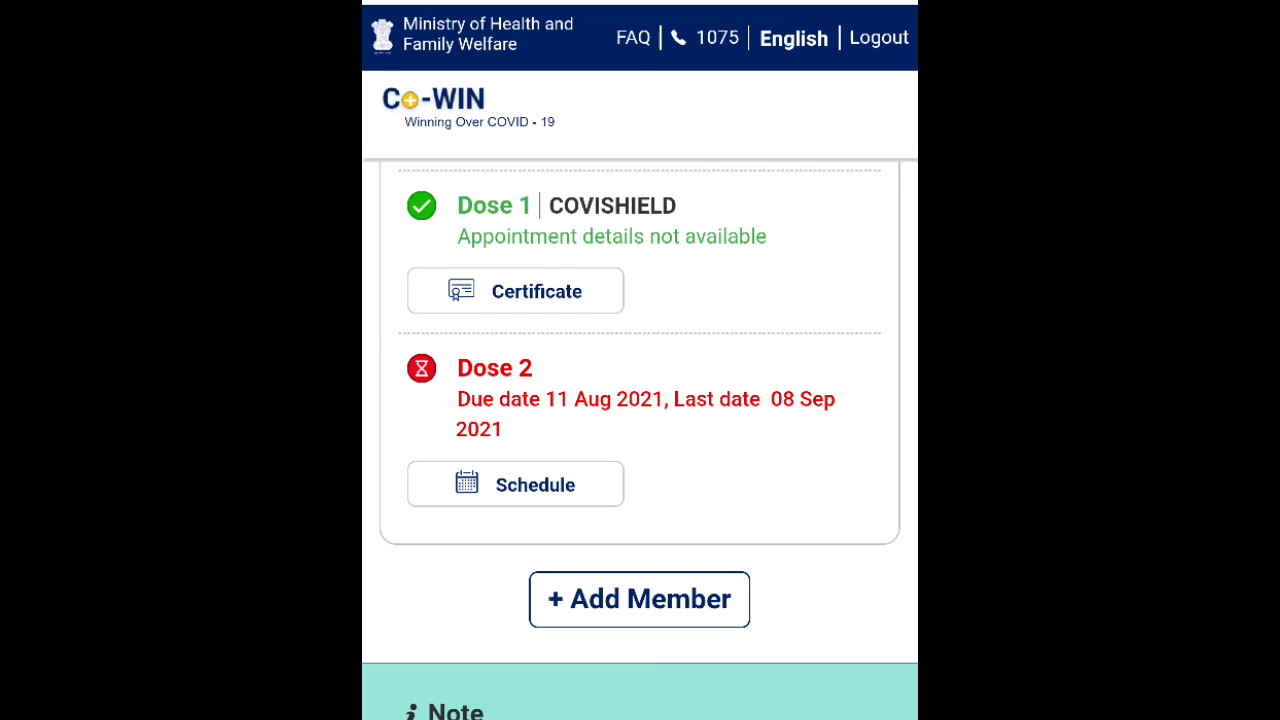 Ministry of Health and
Family Welfare
FAQ | 1075 | English | Logout
Co-WIN
Winning Over COVID - 19
Dose 1 | COVISHIELD
Appointment details not available
Certificate
Dose 2
Due date 11 Aug 2021, Last date 08 Sep
2021
Schedule
+ Add Member
Note